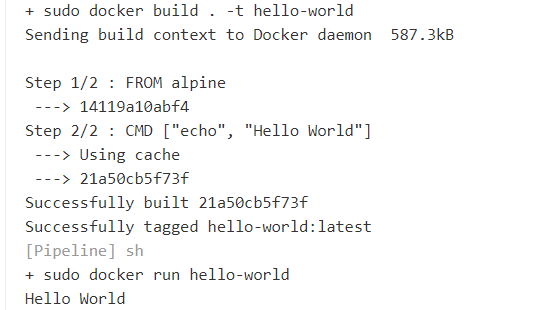 + sudo docker build . -t hello-world
Sending build context to Docker daemon  587.3kB

Step 1/2 : FROM alpine
 ---> 14119a10abf4
Step 2/2 : CMD ["echo", "Hello World"]
 ---> Using cache
 ---> 21a50cb5f73f
Successfully built 21a50cb5f73f
Successfully tagged hello-world:latest
[Pipeline] sh
+ sudo docker run hello-world
Hello World